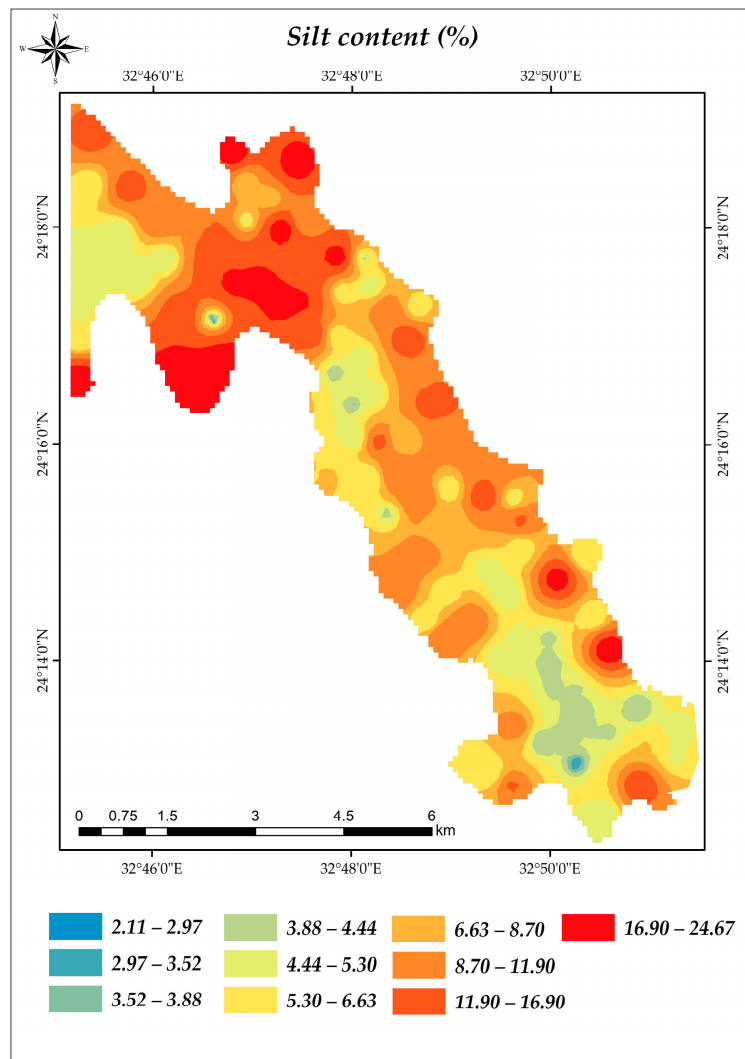 Silt content (%)
N
W E
S
32°46'0"E 32°48'0"E 32°50'0"E
24°18'0"N 24°18'0"N
24°16'0"N 24°16'0"N
24°14'0"N 24°14'0"N
0 0.75 1.5 3 4.5 6
km
32°46'0"E 32°48'0"E 32°50'0"E
2.11 – 2.97 3.88 – 4.44 6.63 – 8.70 16.90 – 24.67
2.97 – 3.52 4.44 – 5.30 8.70 – 11.90
3.52 – 3.88 5.30 – 6.63 11.90 – 16.90